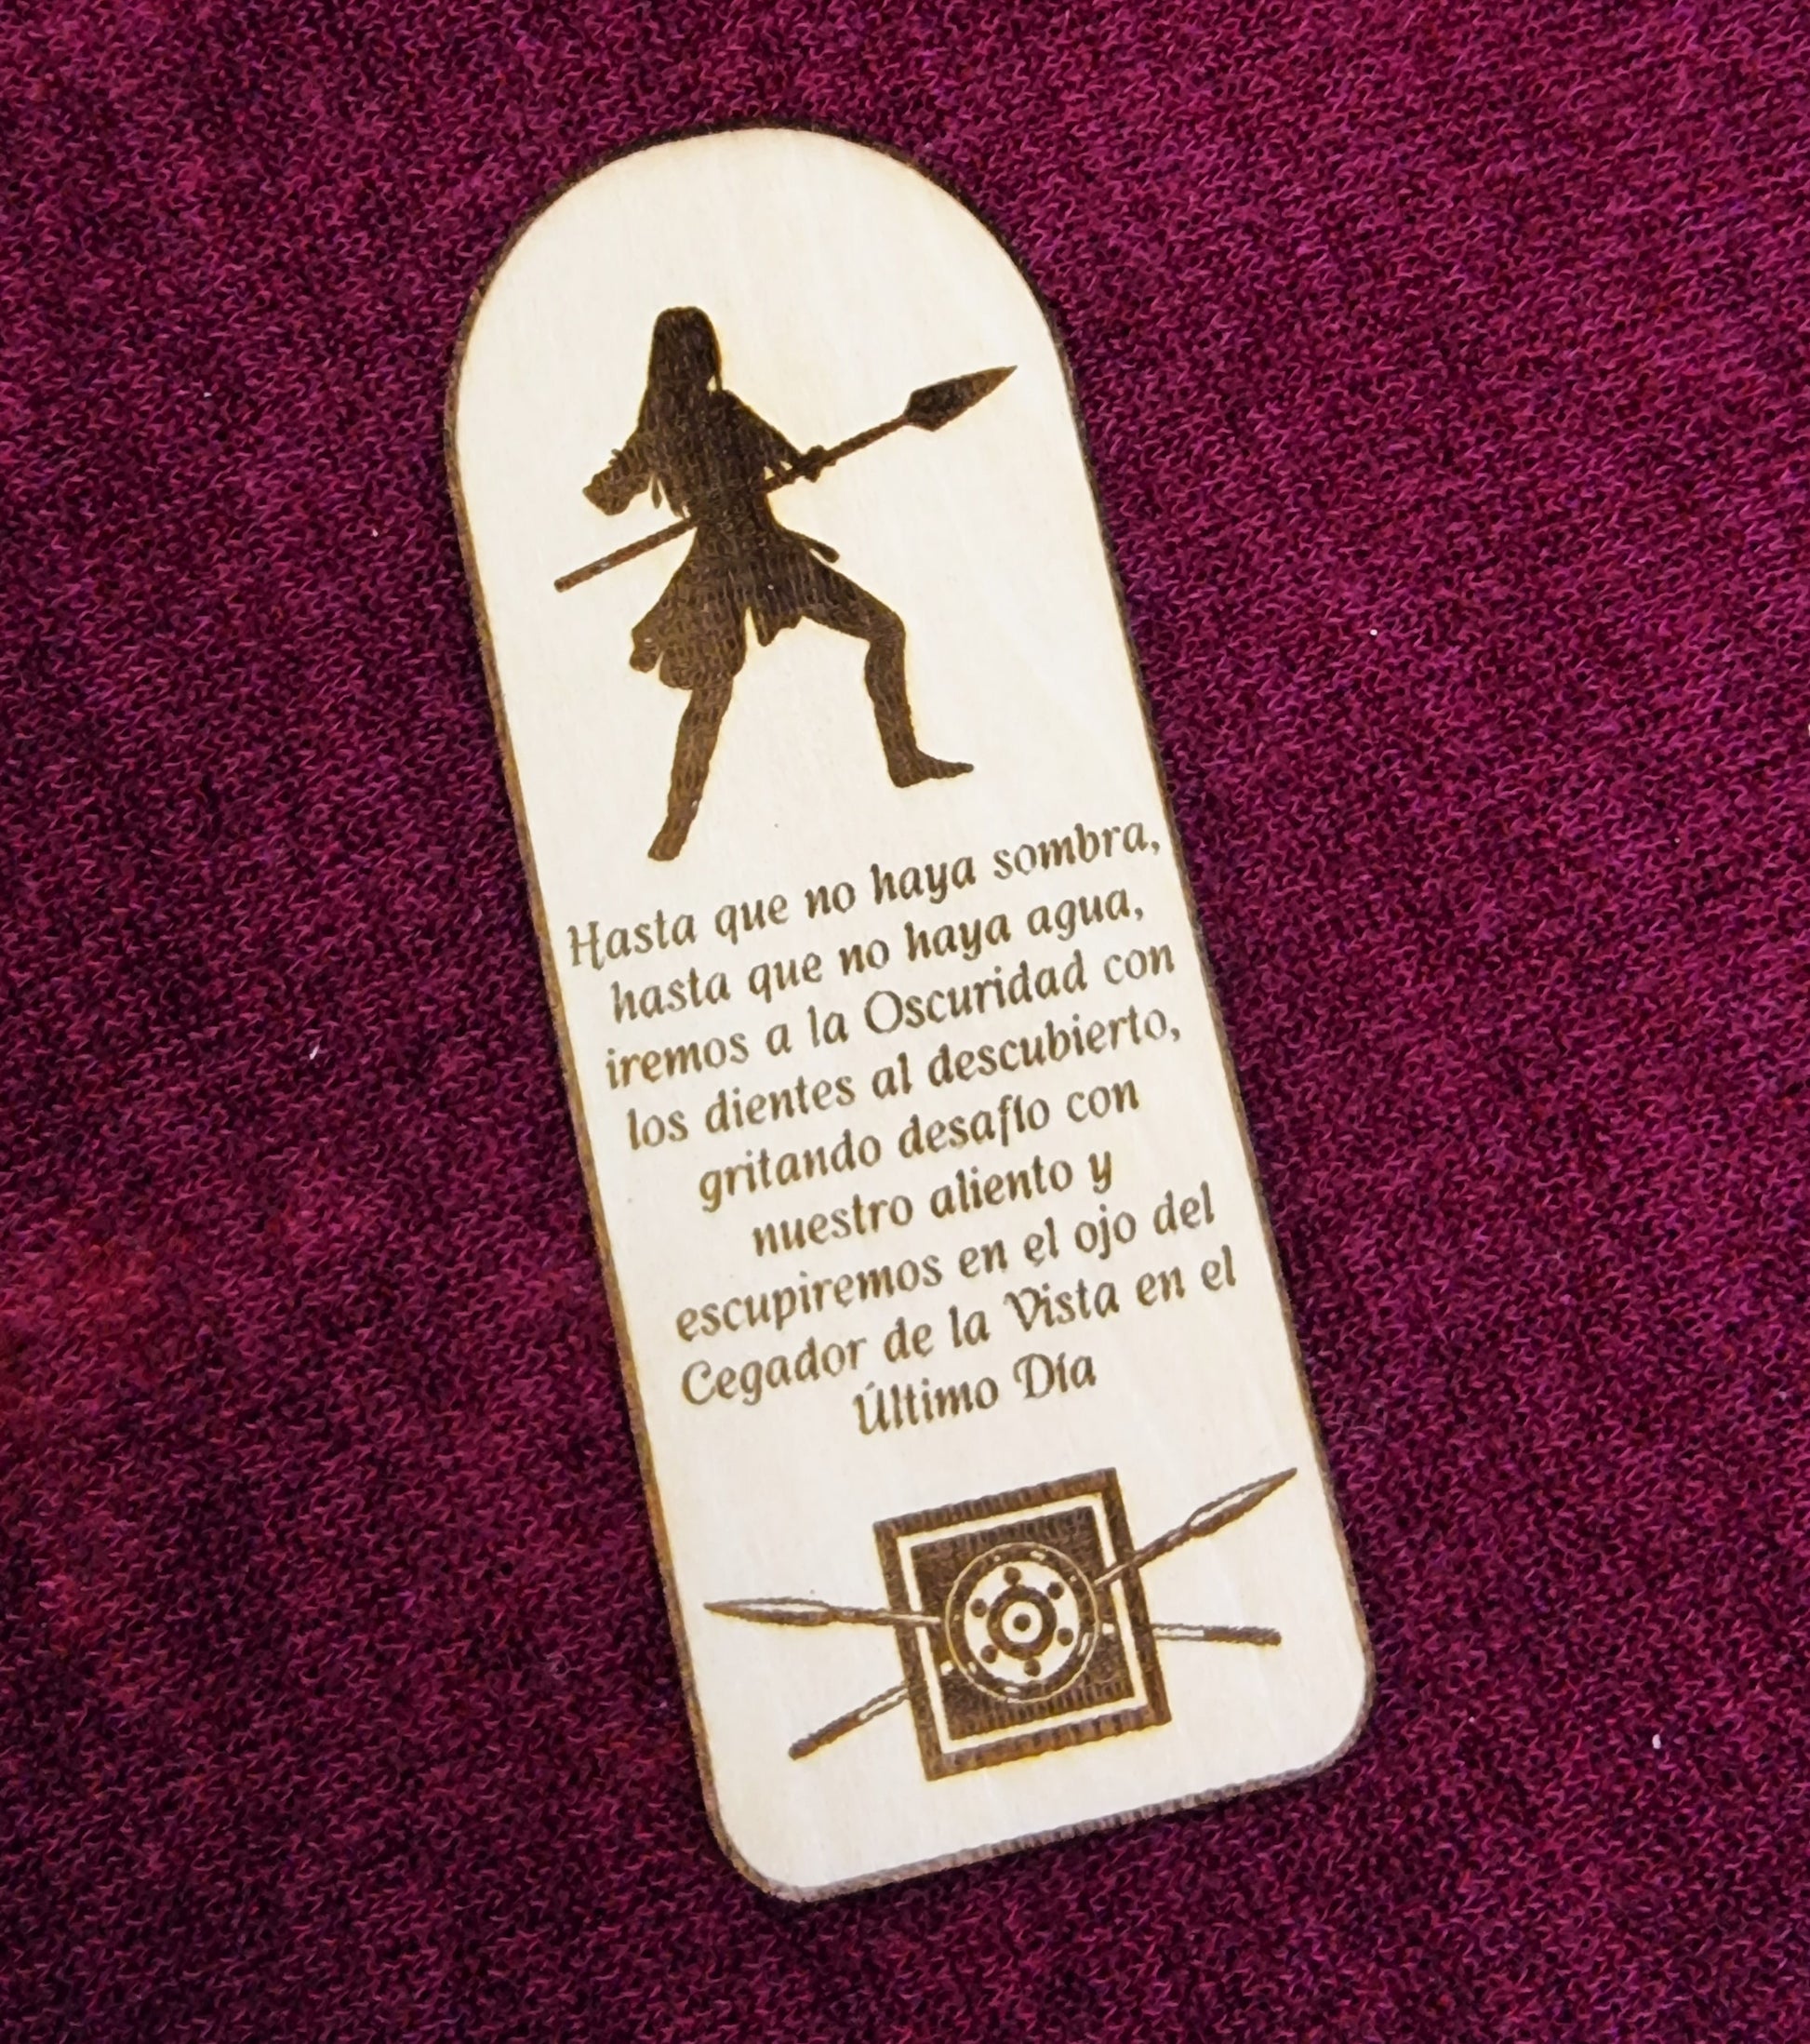 Hasta que no haya sombra,
hasta que no haya agua,
iremos a la Oscuridad con
los dientes al descubierto,
gritando desafío con
nuestro aliento y
escupiremos en el ojo del
Cegador de la Vista en el
Último Día